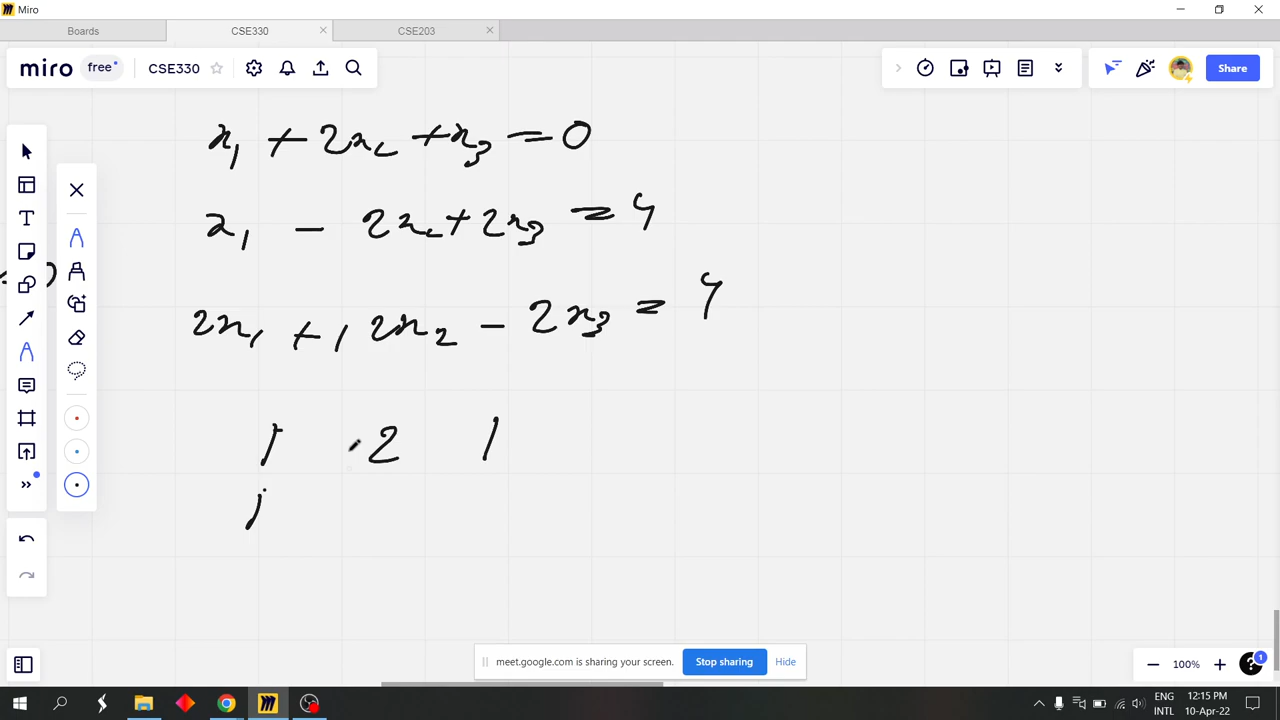 Miro
Boards CSE330 CSE203
miro free CSE330 Share
x₁ + 2x₂ + x₃ = 0
x₁ - 2x₂ + 2x₃ = 4
2x₁ + 12x₂ - 2x₃ = 4
1 2 1
meet.google.com is sharing your screen. Stop sharing Hide
100%
1
ENG 12:15 PM
INTL 10-Apr-22